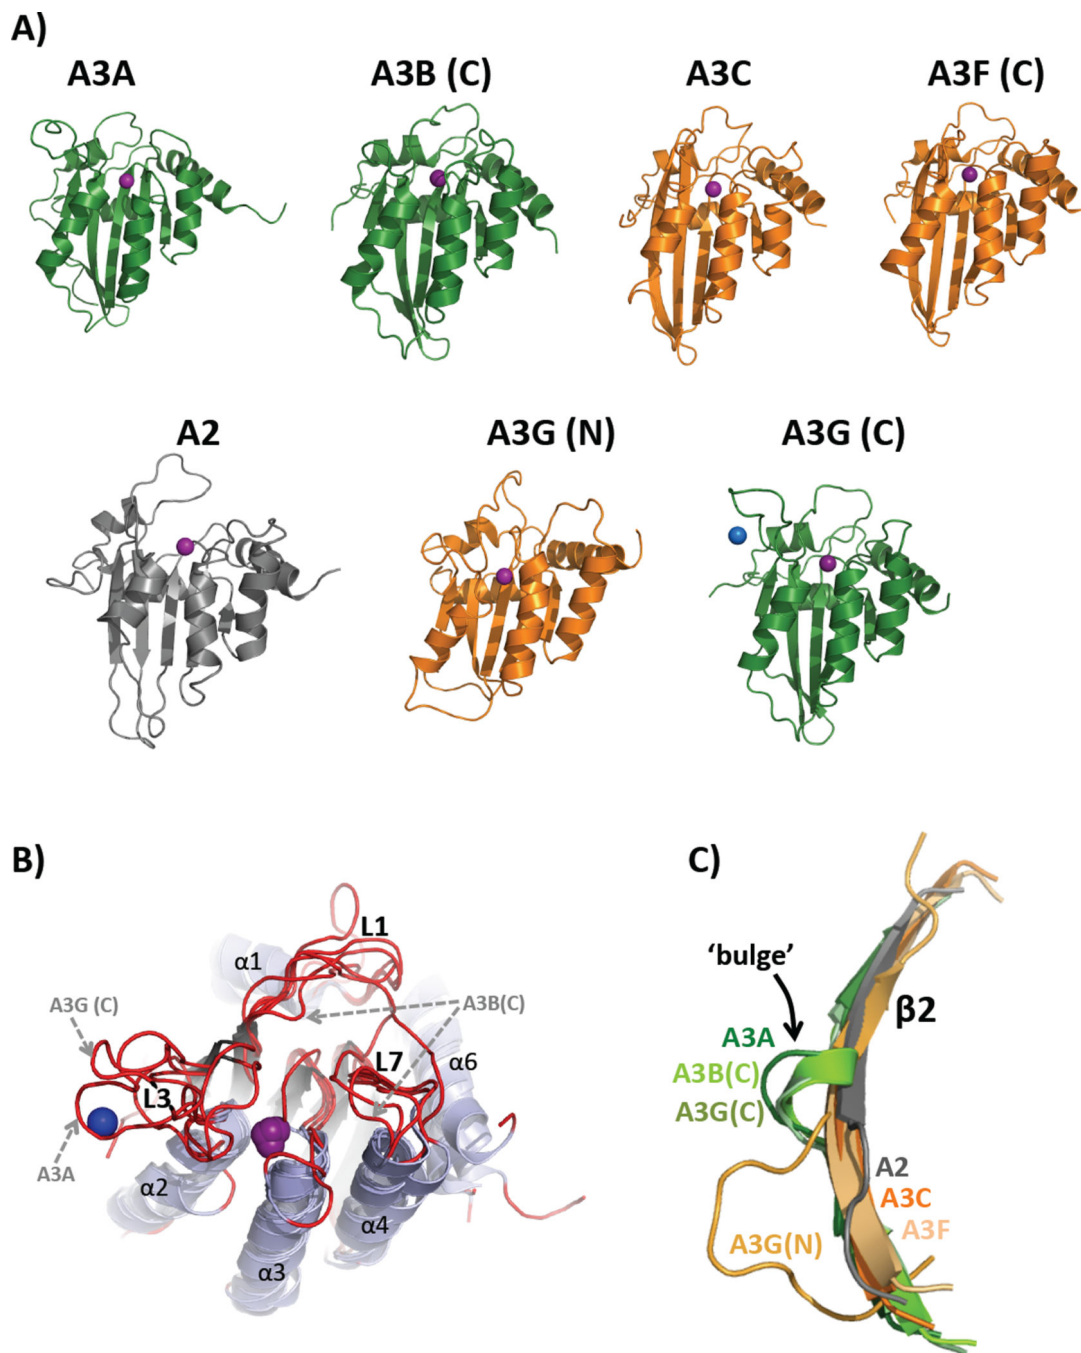 A)
A3A
A3B (C)
A3C
A3F (C)
A2
A3G (N)
A3G (C)
B)
L1
α1
A3G (C)
A3B(C)
L7
α6
L3
A3A
α2
α4
α3
C)
‘bulge’
β2
A3A
A3B(C)
A3G(C)
A2
A3C
A3F
A3G(N)